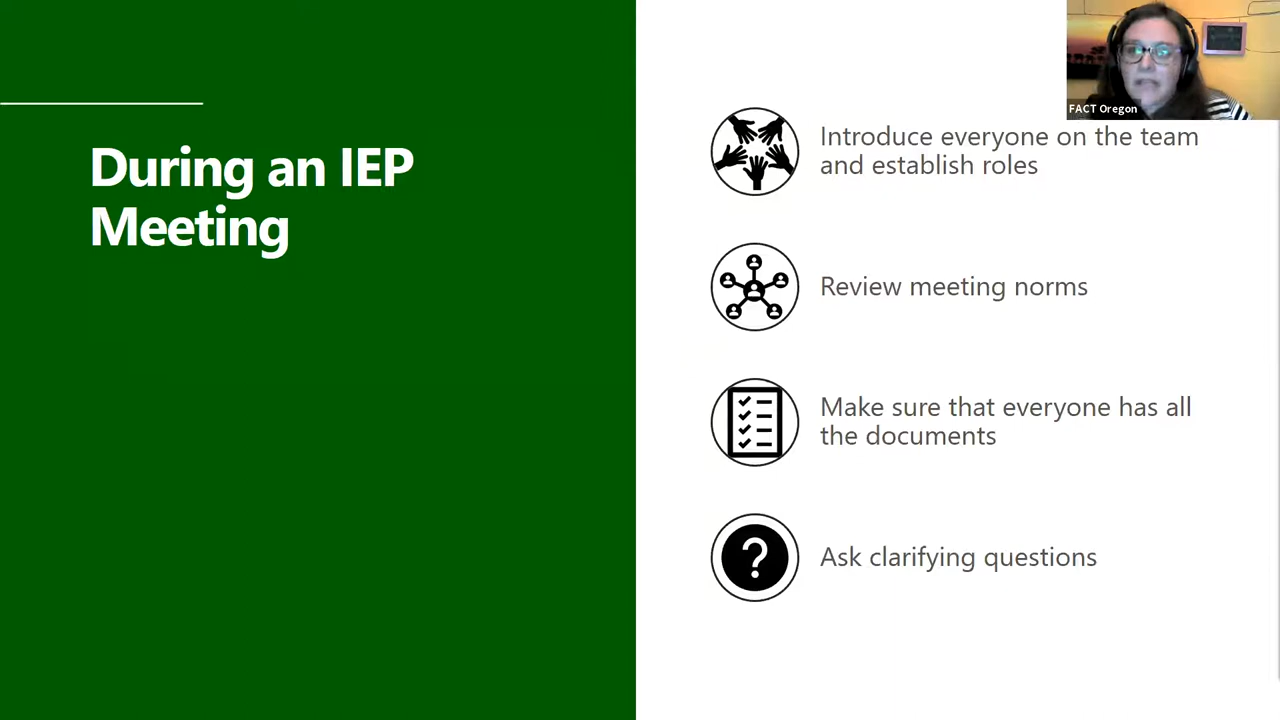 During an IEP
Meeting
FACT Oregon
Introduce everyone on the team
and establish roles
Review meeting norms
Make sure that everyone has all
the documents
?
Ask clarifying questions